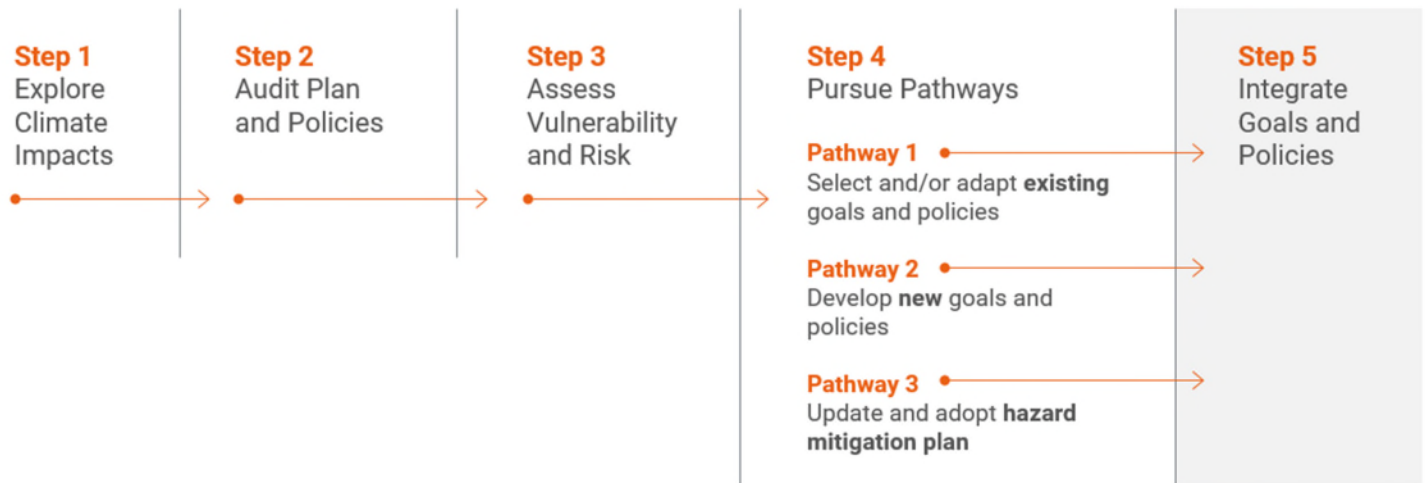 Step 1
Explore
Climate
Impacts
Step 2
Audit Plan
and Policies
Step 3
Assess
Vulnerability
and Risk
Step 4
Pursue Pathways
Pathway 1
Select and/or adapt existing
goals and policies
Pathway 2
Develop new goals and
policies
Pathway 3
Update and adopt hazard
mitigation plan
Step 5
Integrate
Goals and
Policies